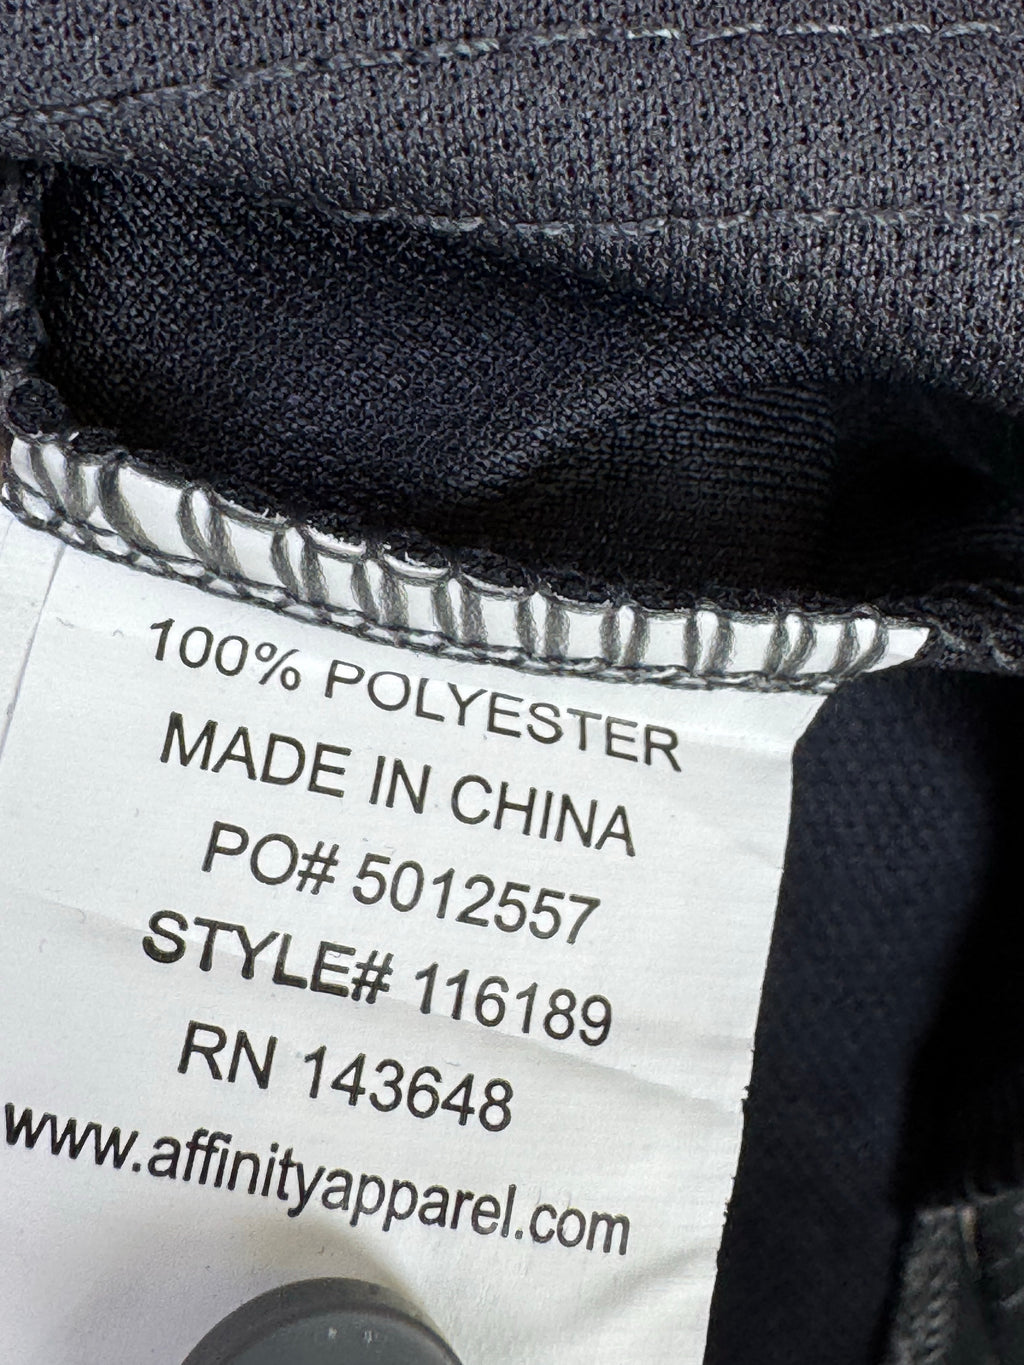 100% POLYESTER
MADE IN CHINA
PO# 5012557
STYLE# 116189
RN 143648
www.affinityapparel.com